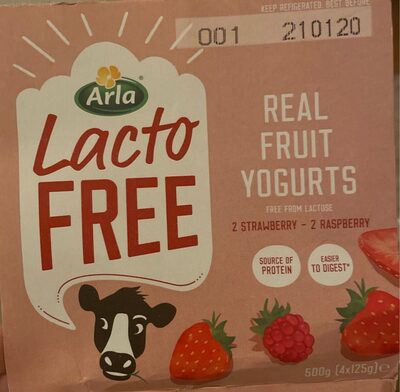 KEEP REFIGERATED. BEST BEFORE
001 210120
Arla
Lacto
FREE
REAL
FRUIT
YOGURTS
FREE FROM LACTOSE
2 STRAWBERRY - 2 RASPBERRY
SOURCE OF
PROTEIN
EASIER
TO DIGEST*
500g (4x125g)e